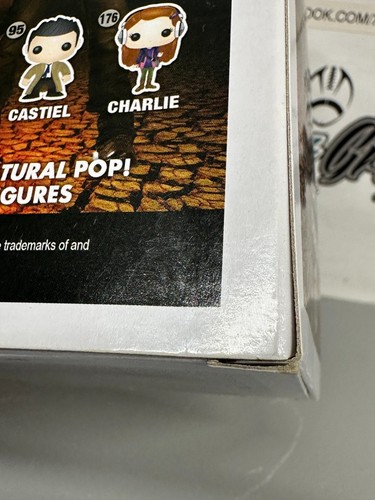 OOK.COM/
95
176
CASTIEL
CHARLIE
TURAL POP!
GURES
trademarks of and